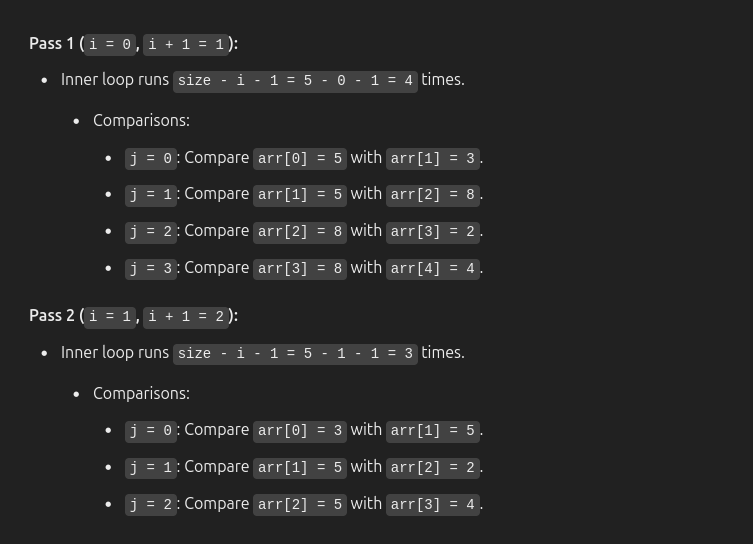 Pass 1 (i = 0, i + 1 = 1):
• Inner loop runs size - i - 1 = 5 - 0 - 1 = 4 times.
• Comparisons:
• j = 0: Compare arr[0] = 5 with arr[1] = 3.
• j = 1: Compare arr[1] = 5 with arr[2] = 8.
• j = 2: Compare arr[2] = 8 with arr[3] = 2.
• j = 3: Compare arr[3] = 8 with arr[4] = 4.
Pass 2 (i = 1, i + 1 = 2):
• Inner loop runs size - i - 1 = 5 - 1 - 1 = 3 times.
• Comparisons:
• j = 0: Compare arr[0] = 3 with arr[1] = 5.
• j = 1: Compare arr[1] = 5 with arr[2] = 2.
• j = 2: Compare arr[2] = 5 with arr[3] = 4.